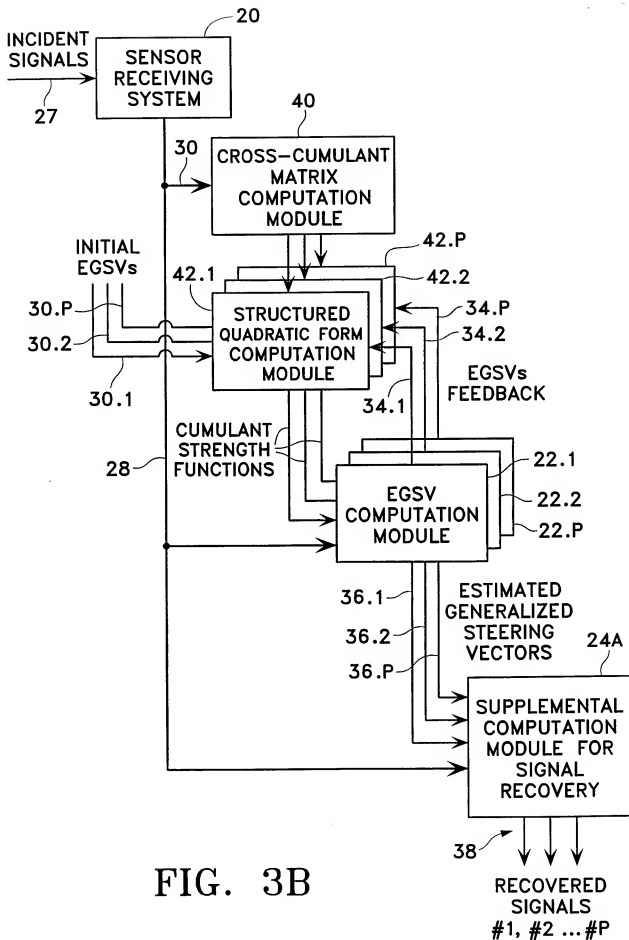 20
INCIDENT
SIGNALS
27
SENSOR
RECEIVING
SYSTEM
40
30
CROSS-CUMULANT
MATRIX
COMPUTATION
MODULE
INITIAL
EGSVs
42.1
42.P
42.2
30.P
30.2
30.1
STRUCTURED
QUADRATIC FORM
COMPUTATION
MODULE
34.P
34.2
34.1
EGSVs
FEEDBACK
CUMULANT
STRENGTH
FUNCTIONS
28
EGSV
COMPUTATION
MODULE
22.1
22.2
22.P
36.1
36.2
36.P
ESTIMATED
GENERALIZED
STEERING
VECTORS
24A
SUPPLEMENTAL
COMPUTATION
MODULE FOR
SIGNAL
RECOVERY
38
RECOVERED
SIGNALS
#1, #2 ... #P
FIG. 3B